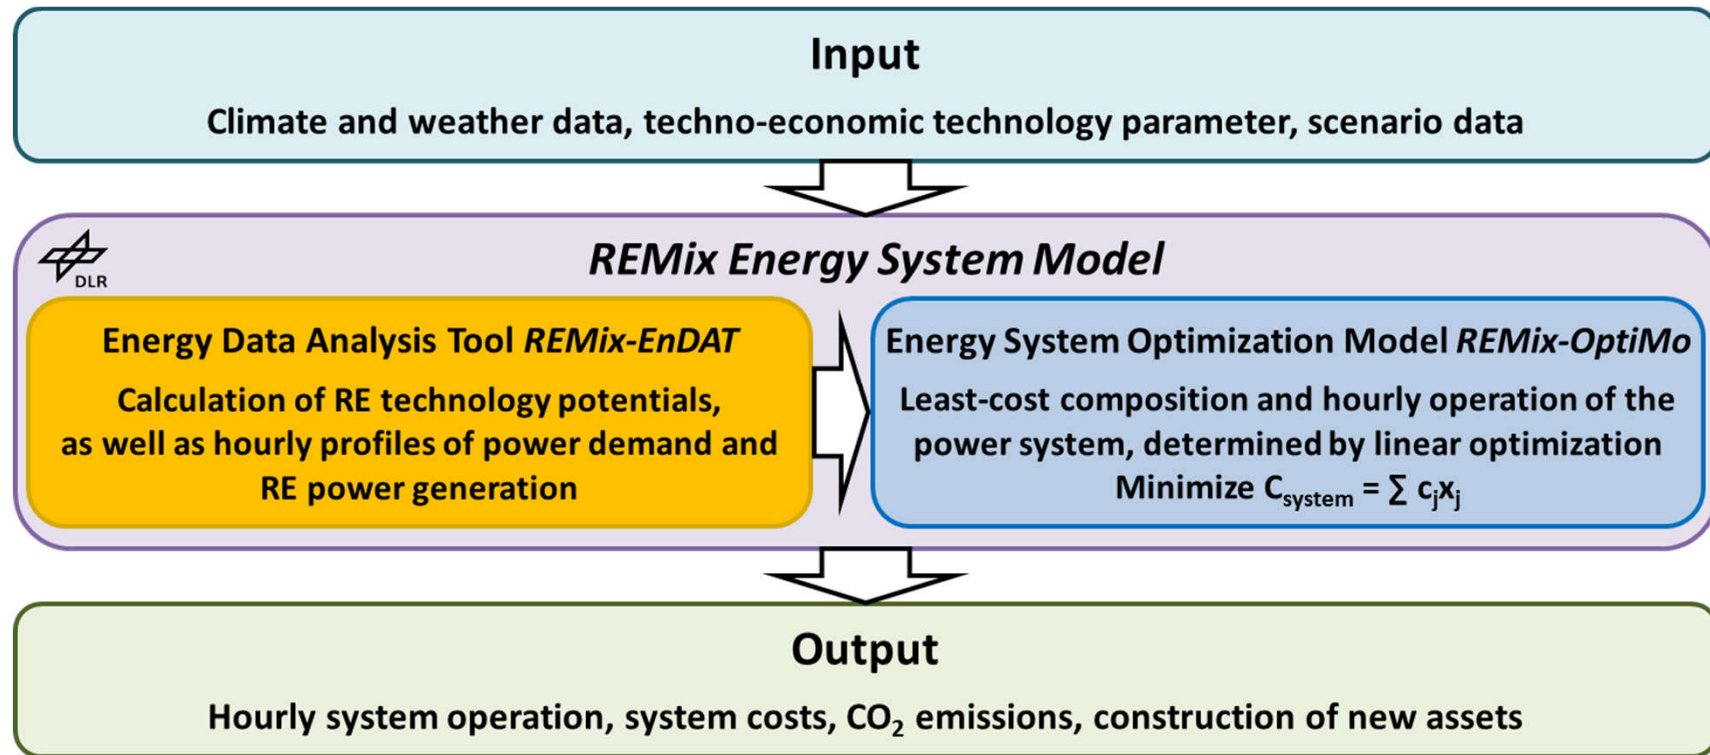 Input
Climate and weather data, techno-economic technology parameter, scenario data
DLR
REMix Energy System Model
Energy Data Analysis Tool REMix-EnDAT
Calculation of RE technology potentials,
as well as hourly profiles of power demand and
RE power generation
Energy System Optimization Model REMix-OptiMo
Least-cost composition and hourly operation of the
power system, determined by linear optimization
Minimize C_system = ∑ c_jx_j
Output
Hourly system operation, system costs, CO₂ emissions, construction of new assets